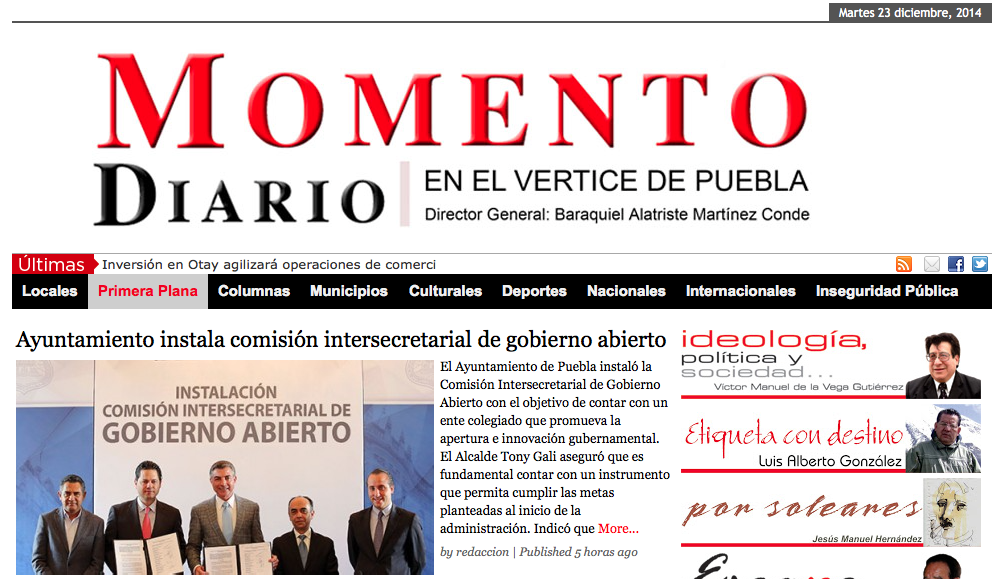 Martes 23 diciembre, 2014
MOMENTO
DIARIO
EN EL VERTICE DE PUEBLA
Director General: Baraquiel Alatriste Martínez Conde
Últimas
Inversión en Otay agilizará operaciones de comerci
Locales Primera Plana Columnas Municipios Culturales Deportes Nacionales Internacionales Inseguridad Pública
Ayuntamiento instala comisión intersecretarial de gobierno abierto
INSTALACIÓN
COMISIÓN INTERSECRETARIAL DE
GOBIERNO ABIERTO
El Ayuntamiento de Puebla instaló la
Comisión Intersecretarial de Gobierno
Abierto con el objetivo de contar con un
ente colegiado que promueva la
apertura e innovación gubernamental.
El Alcalde Tony Gali aseguró que es
fundamental contar con un instrumento
que permita cumplir las metas
planteadas al inicio de la
administración. Indicó que More...
by redaccion | Published 5 horas ago
ideología,
política y
sociedad...
Víctor Manuel de la Vega Gutiérrez
Etiqueta con destino
Luis Alberto González
por soleares
Jesús Manuel Hernández